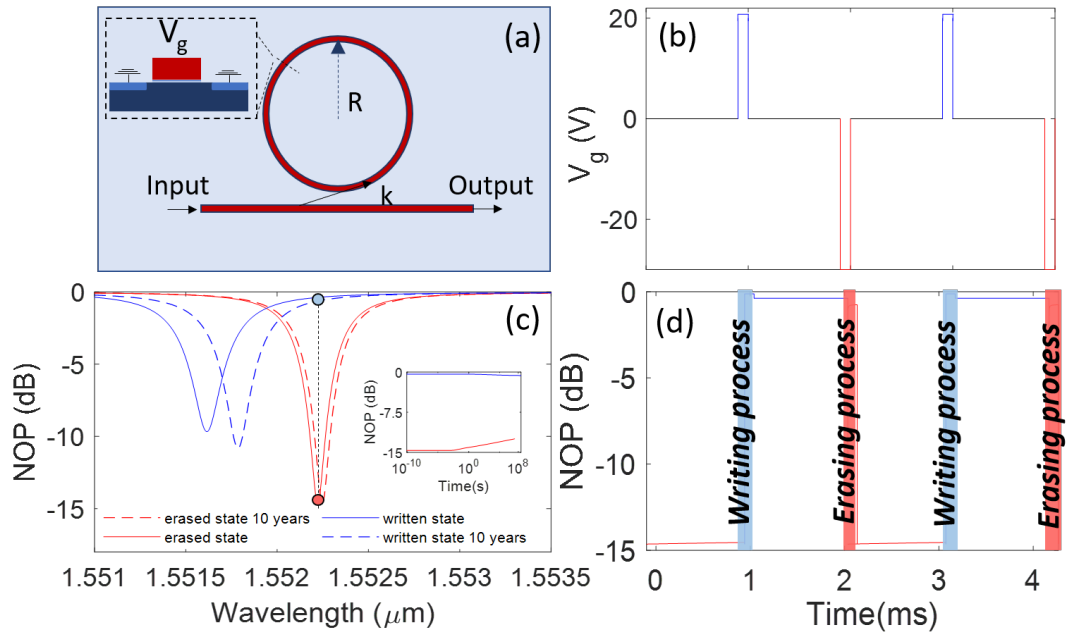 (a)
V_g
R
Input
k
Output
(b)
20
0
-20
V_g (V)
(c)
0
-5
-10
-15
NOP (dB)
0
-7.5
-15
NOP (dB)
10^-10
10^0
10^8
Time(s)
erased state 10 years
written state
erased state
written state 10 years
1.551
1.5515
1.552
1.5525
1.553
1.5535
Wavelength (μm)
(d)
0
-5
-10
-15
NOP (dB)
Writing process
Erasing process
Writing process
Erasing process
0
1
2
3
4
Time(ms)